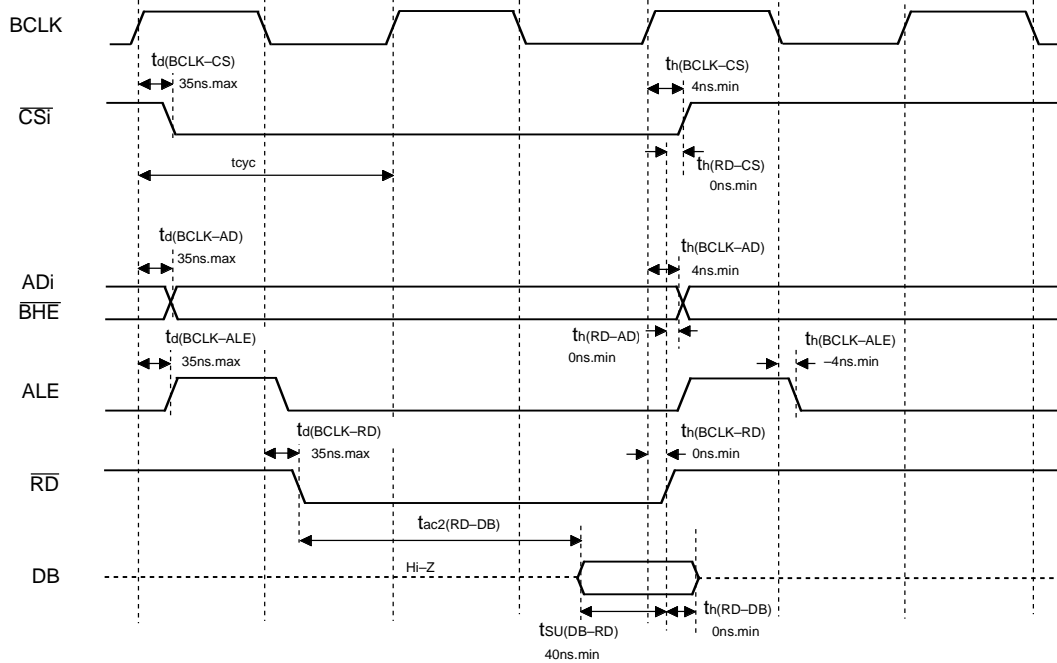 BCLK
td(BCLK–CS)
35ns.max
th(BCLK–CS)
4ns.min
CSi
tcyc
th(RD–CS)
0ns.min
td(BCLK–AD)
35ns.max
th(BCLK–AD)
4ns.min
ADi
BHE
td(BCLK–ALE)
35ns.max
th(RD–AD)
0ns.min
th(BCLK–ALE)
–4ns.min
ALE
td(BCLK–RD)
35ns.max
th(BCLK–RD)
0ns.min
RD
tac2(RD–DB)
DB
Hi–Z
tSU(DB–RD)
40ns.min
th(RD–DB)
0ns.min